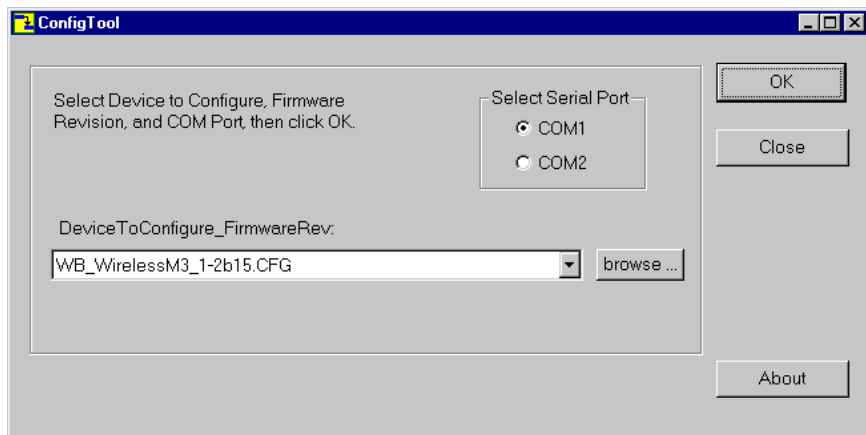 ConfigTool
Select Device to Configure, Firmware
Revision, and COM Port, then click OK.
Select Serial Port
COM1
COM2
OK
Close
DeviceToConfigure_FirmwareRev:
WB_WirelessM3_1-2b15.CFG
browse ...
About